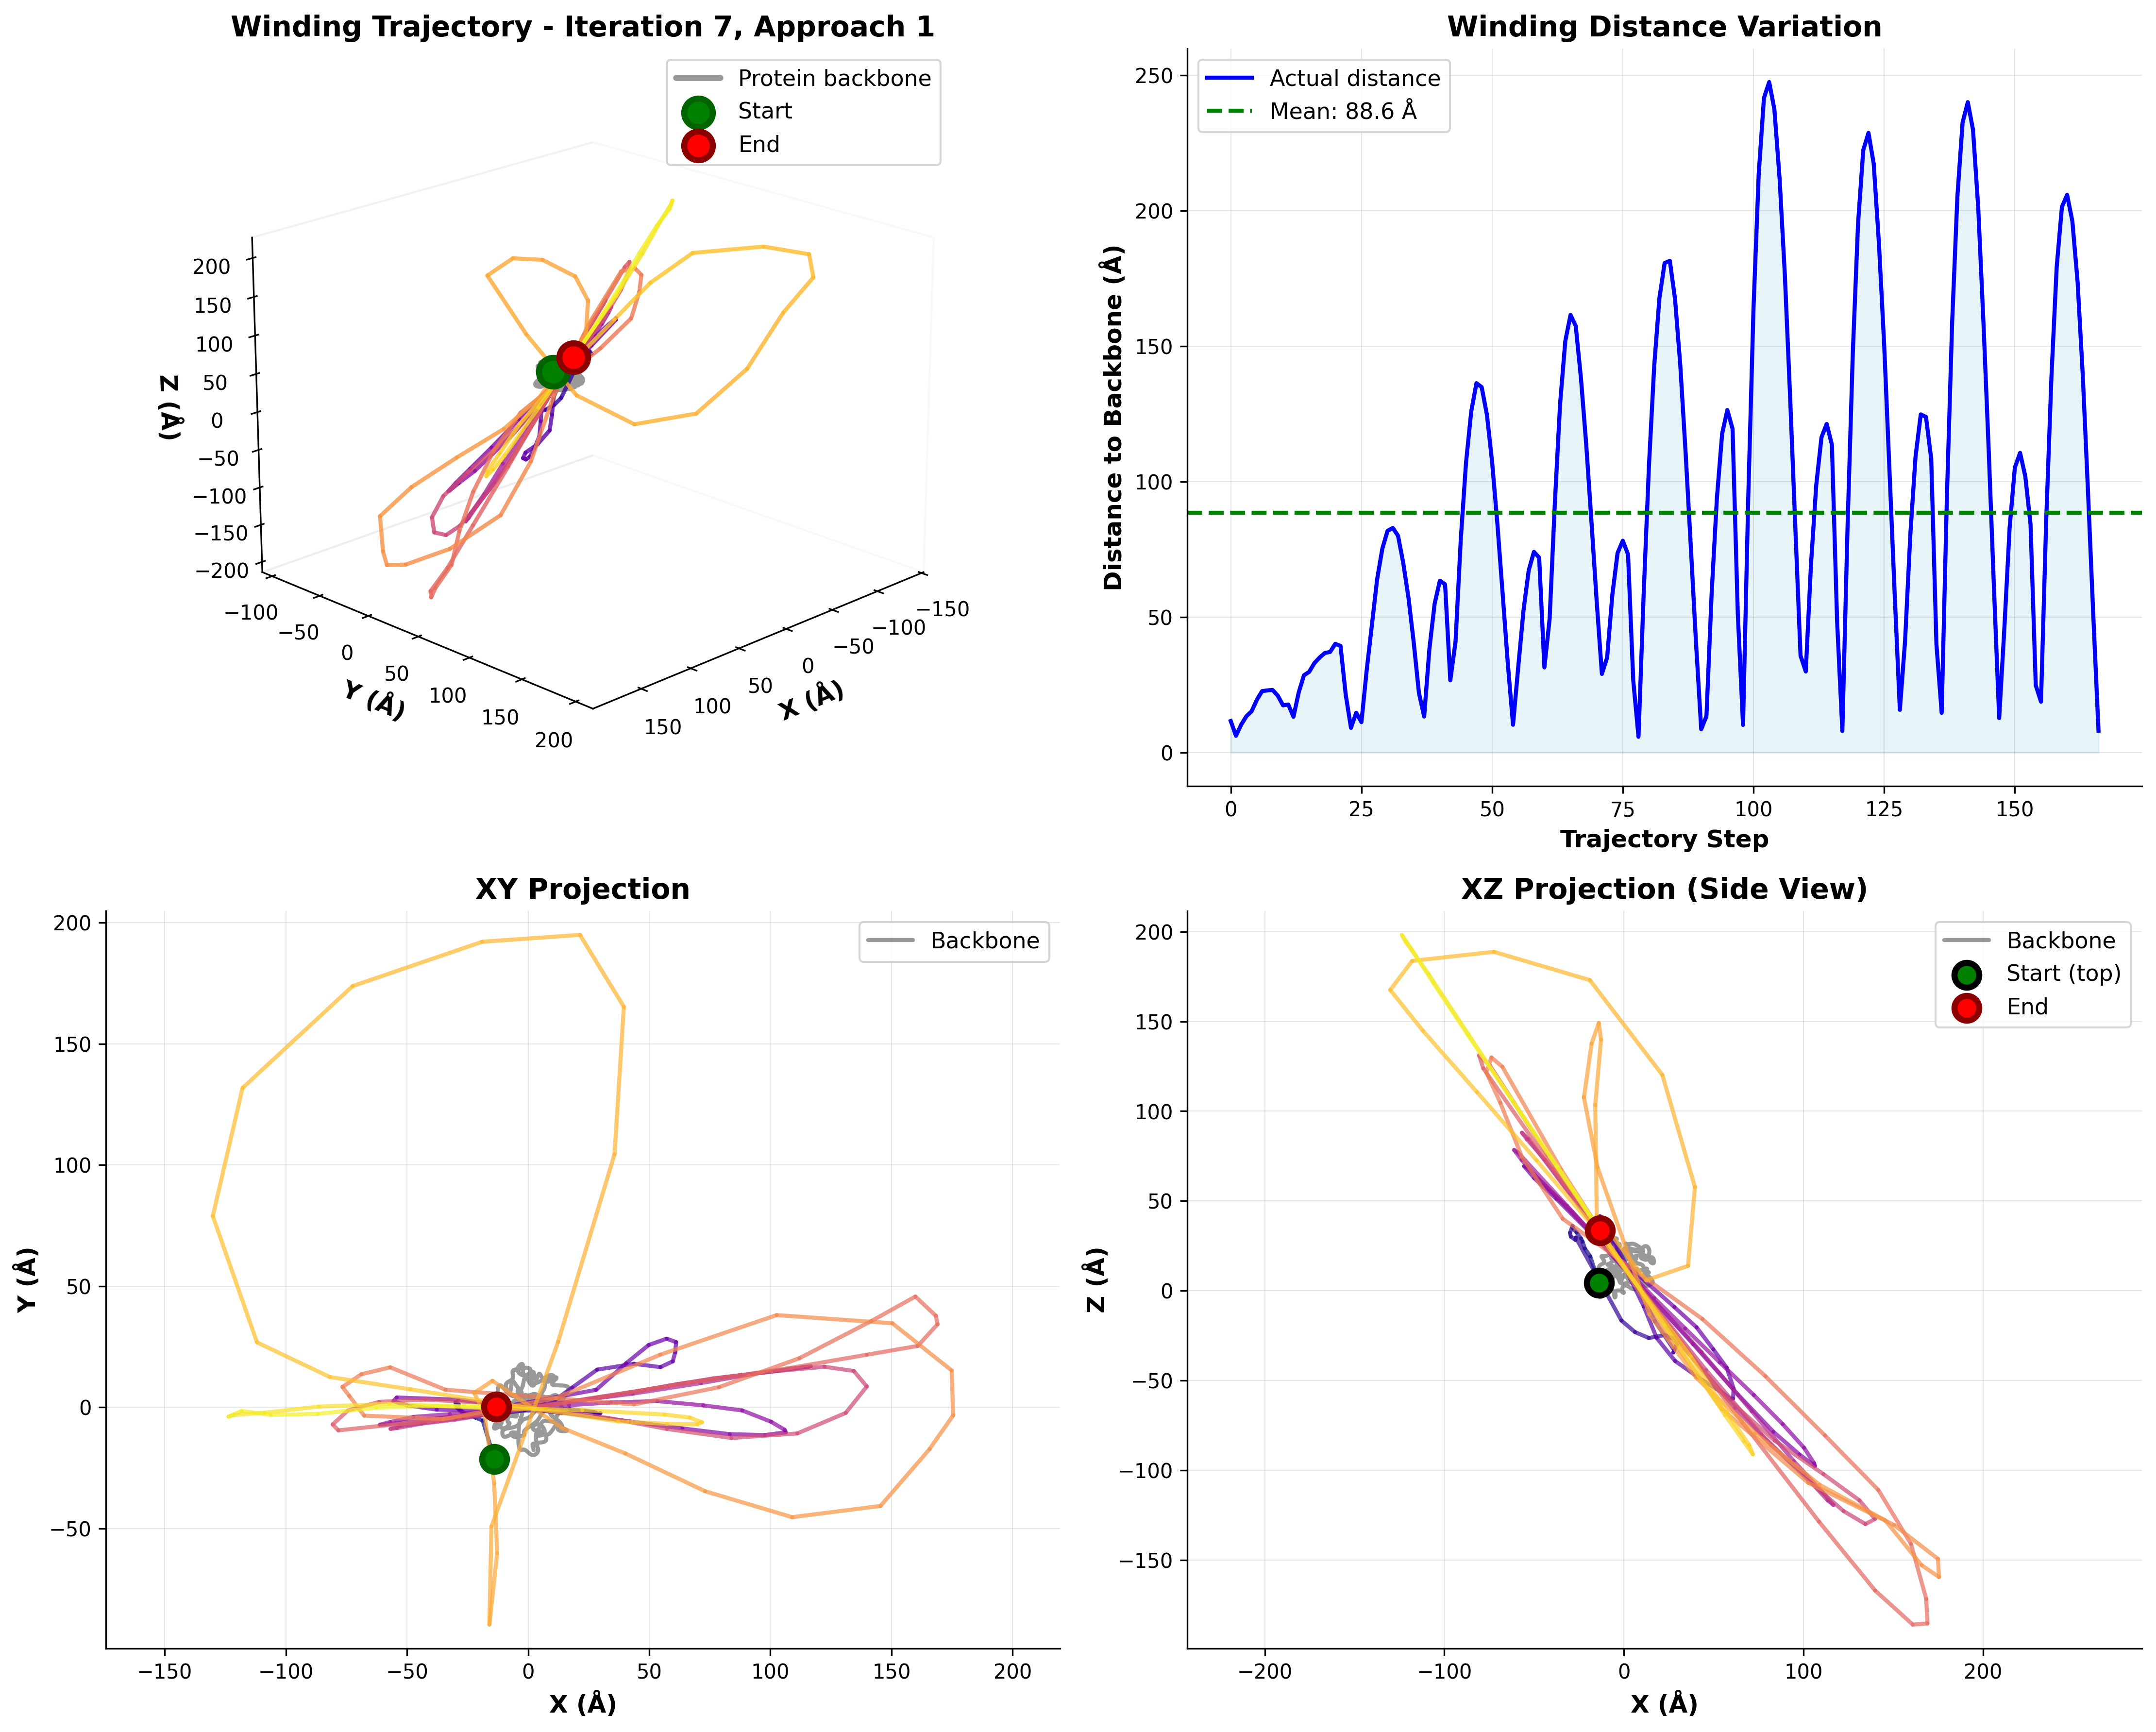 Winding Trajectory - Iteration 7, Approach 1
Protein backbone
Start
End
200
150
100
50
0
−50
−100
−150
−200
Z (Å)
−100
−50
0
50
100
150
200
Y (Å)
150
100
50
0
−50
−100
−150
X (Å)
Winding Distance Variation
Actual distance
Mean: 88.6 Å
250
200
150
100
50
0
Distance to Backbone (Å)
0 25 50 75 100 125 150
Trajectory Step
XY Projection
Backbone
200
150
100
50
0
−50
Y (Å)
−150 −100 −50 0 50 100 150 200
X (Å)
XZ Projection (Side View)
Backbone
Start (top)
End
200
150
100
50
0
−50
−100
−150
Z (Å)
−200 −100 0 100 200
X (Å)